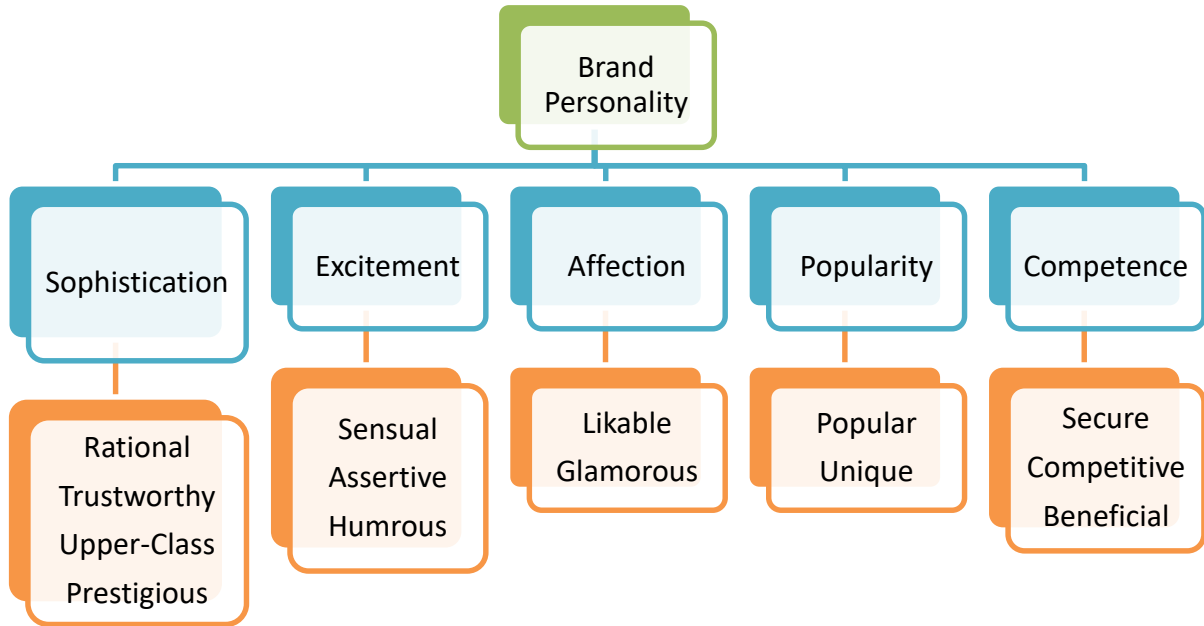 Brand
Personality
Sophistication
Excitement
Affection
Popularity
Competence
Rational
Trustworthy
Upper-Class
Prestigious
Sensual
Assertive
Humrous
Likable
Glamorous
Popular
Unique
Secure
Competitive
Beneficial